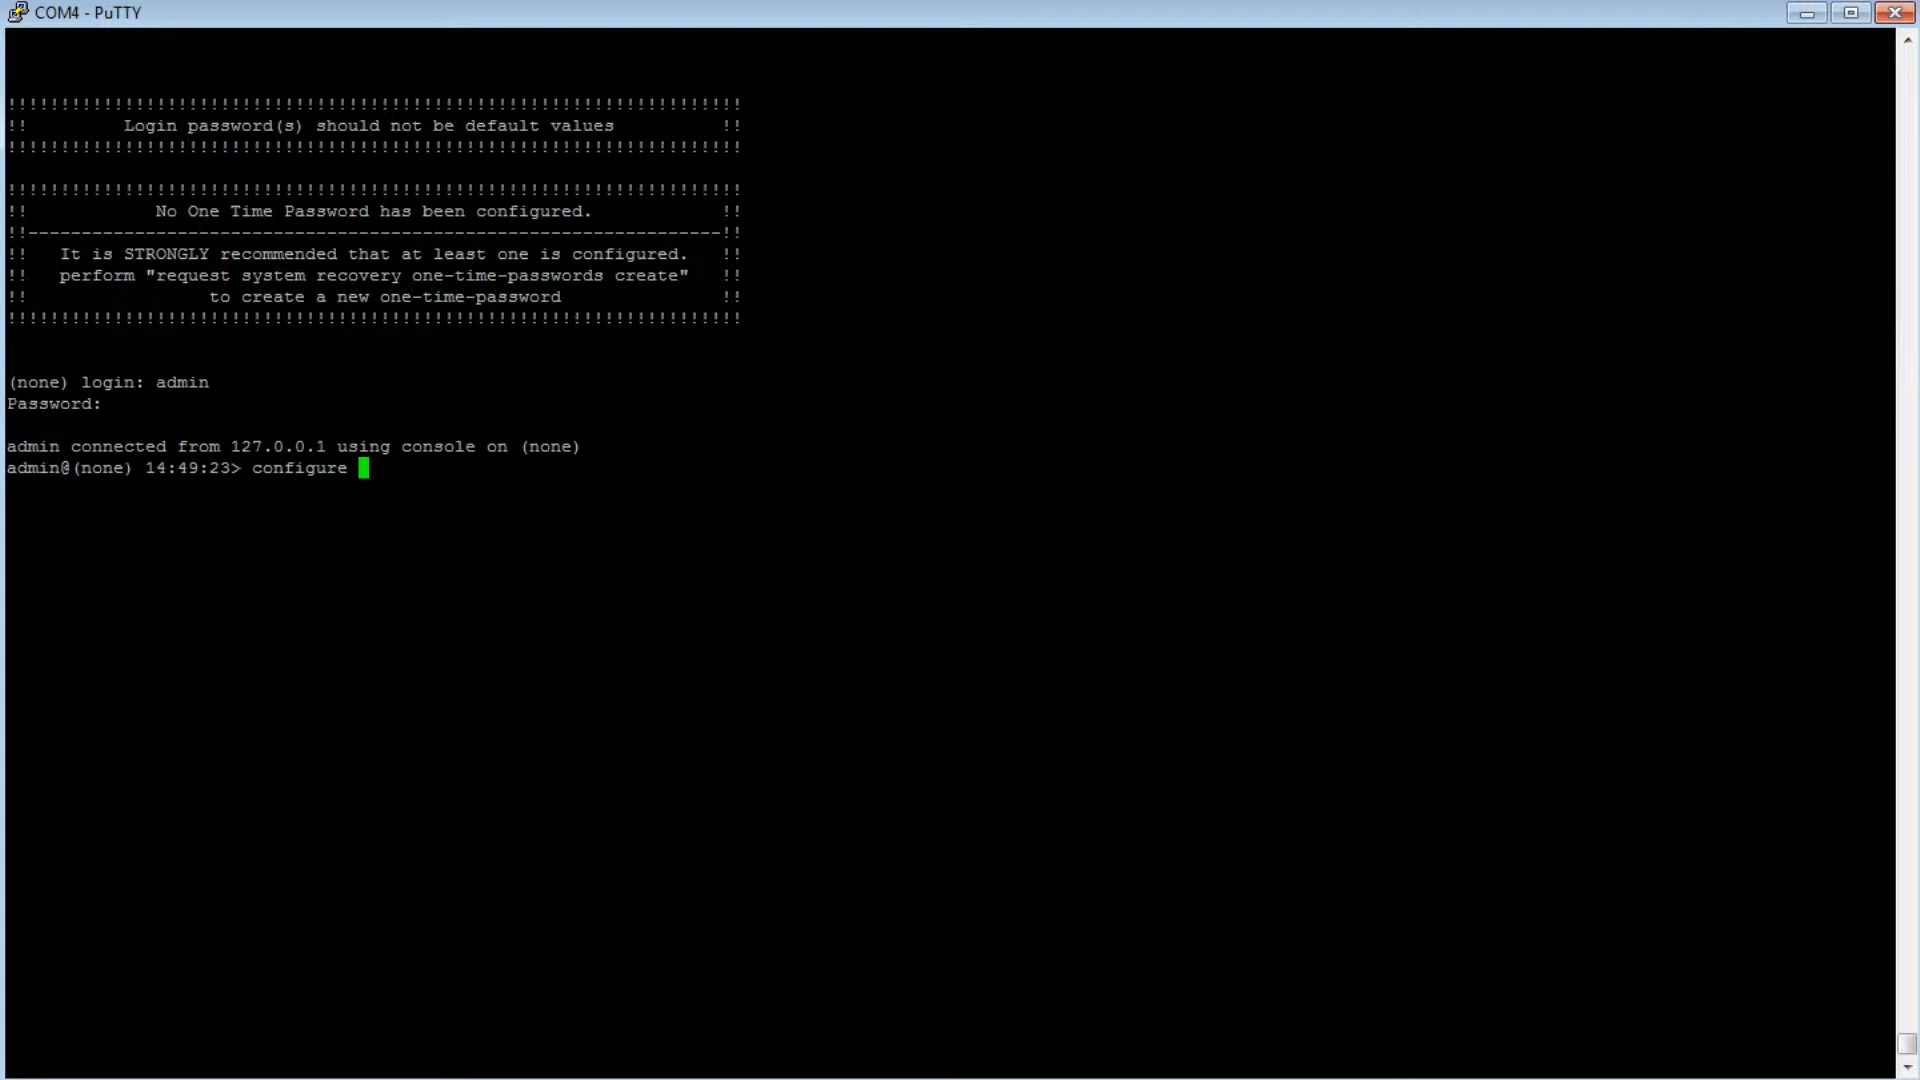 COM4 - PuTTY
!!!!!!!!!!!!!!!!!!!!!!!!!!!!!!!!!!!!!!!!!!!!!!!!!!!!!!!!!!!!!!!!!!!!!
!! Login password(s) should not be default values !!
!!!!!!!!!!!!!!!!!!!!!!!!!!!!!!!!!!!!!!!!!!!!!!!!!!!!!!!!!!!!!!!!!!!!!
!!!!!!!!!!!!!!!!!!!!!!!!!!!!!!!!!!!!!!!!!!!!!!!!!!!!!!!!!!!!!!!!!!!!!
!! No One Time Password has been configured. !!
!!-----------------------------------------------------------------!!
!! It is STRONGLY recommended that at least one is configured. !!
!! perform "request system recovery one-time-passwords create" !!
!! to create a new one-time-password !!
!!!!!!!!!!!!!!!!!!!!!!!!!!!!!!!!!!!!!!!!!!!!!!!!!!!!!!!!!!!!!!!!!!!!!
(none) login: admin
Password:
admin connected from 127.0.0.1 using console on (none)
admin@(none) 14:49:23> configure